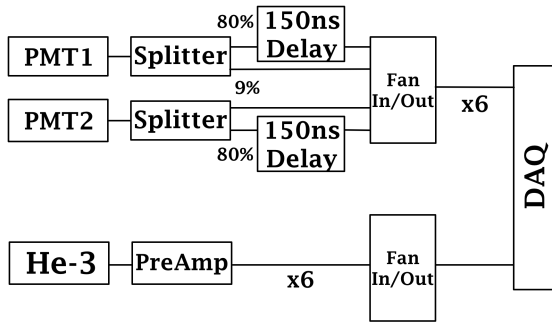 80%
150ns
Delay
PMT1
Splitter
9%
Fan
In/Out
x6
PMT2
Splitter
80%
150ns
Delay
DAQ
He-3
PreAmp
x6
Fan
In/Out